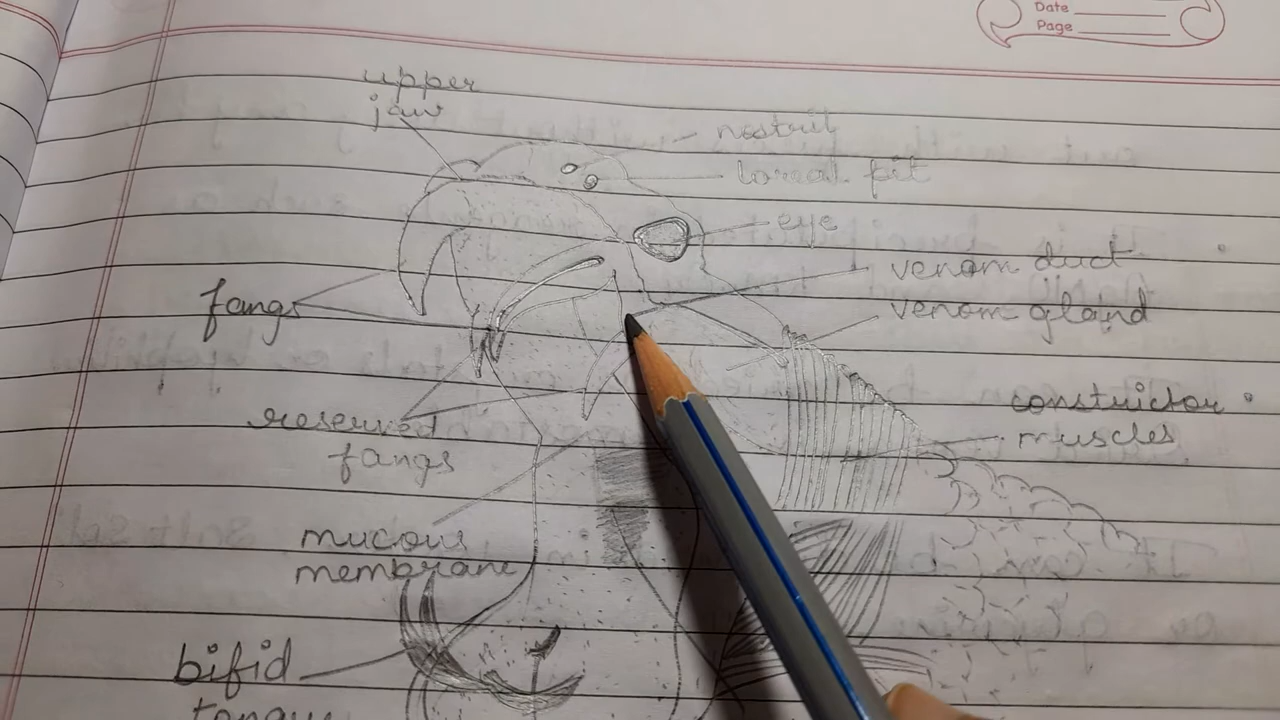 Date
Page
upper
jaw
nostril
loreal pit
eye
venom duct
venom gland
fangs
constrictor
muscles
reserved
fangs
mucous
membrane
bifid
tongue